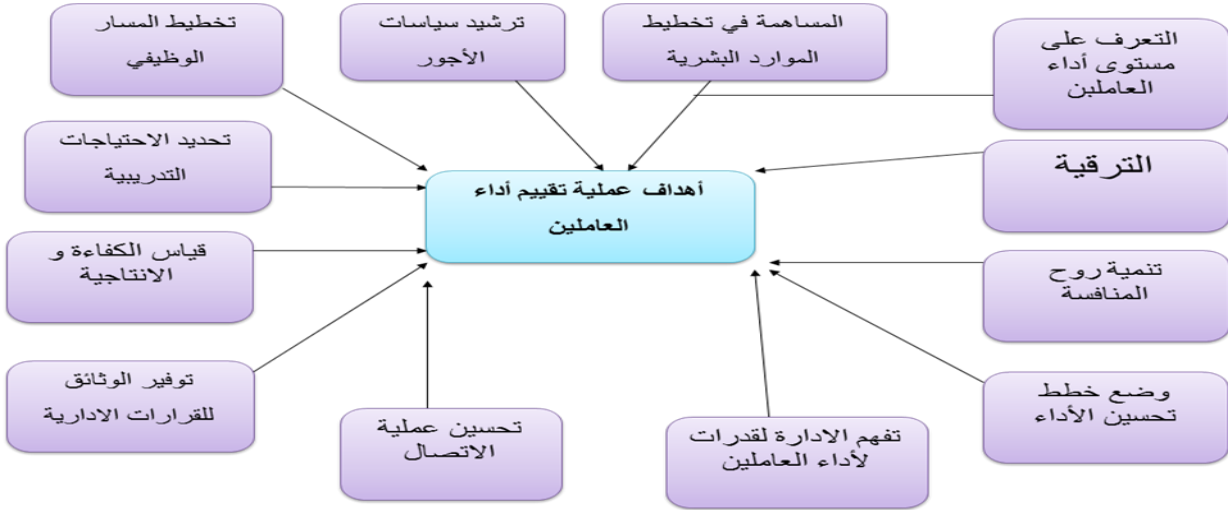 التعرف على
مستوى أداء
العاملبن
المساهمة في تخطيط
الموارد البشرية
ترشيد سياسات
الأجور
تخطيط المسار
الوظيفي
الترقية
تحديد الاحتياجات
التدريبية
أهداف عملية تقييم أداء
العاملين
تنمية روح
المنافسة
قياس الكفاءة و
الانتاجية
وضع خطط
تحسين الأداء
تفهم الادارة لقدرات
لأداء العاملين
تحسين عملية
الاتصال
توفير الوثائق
للقرارات الادارية